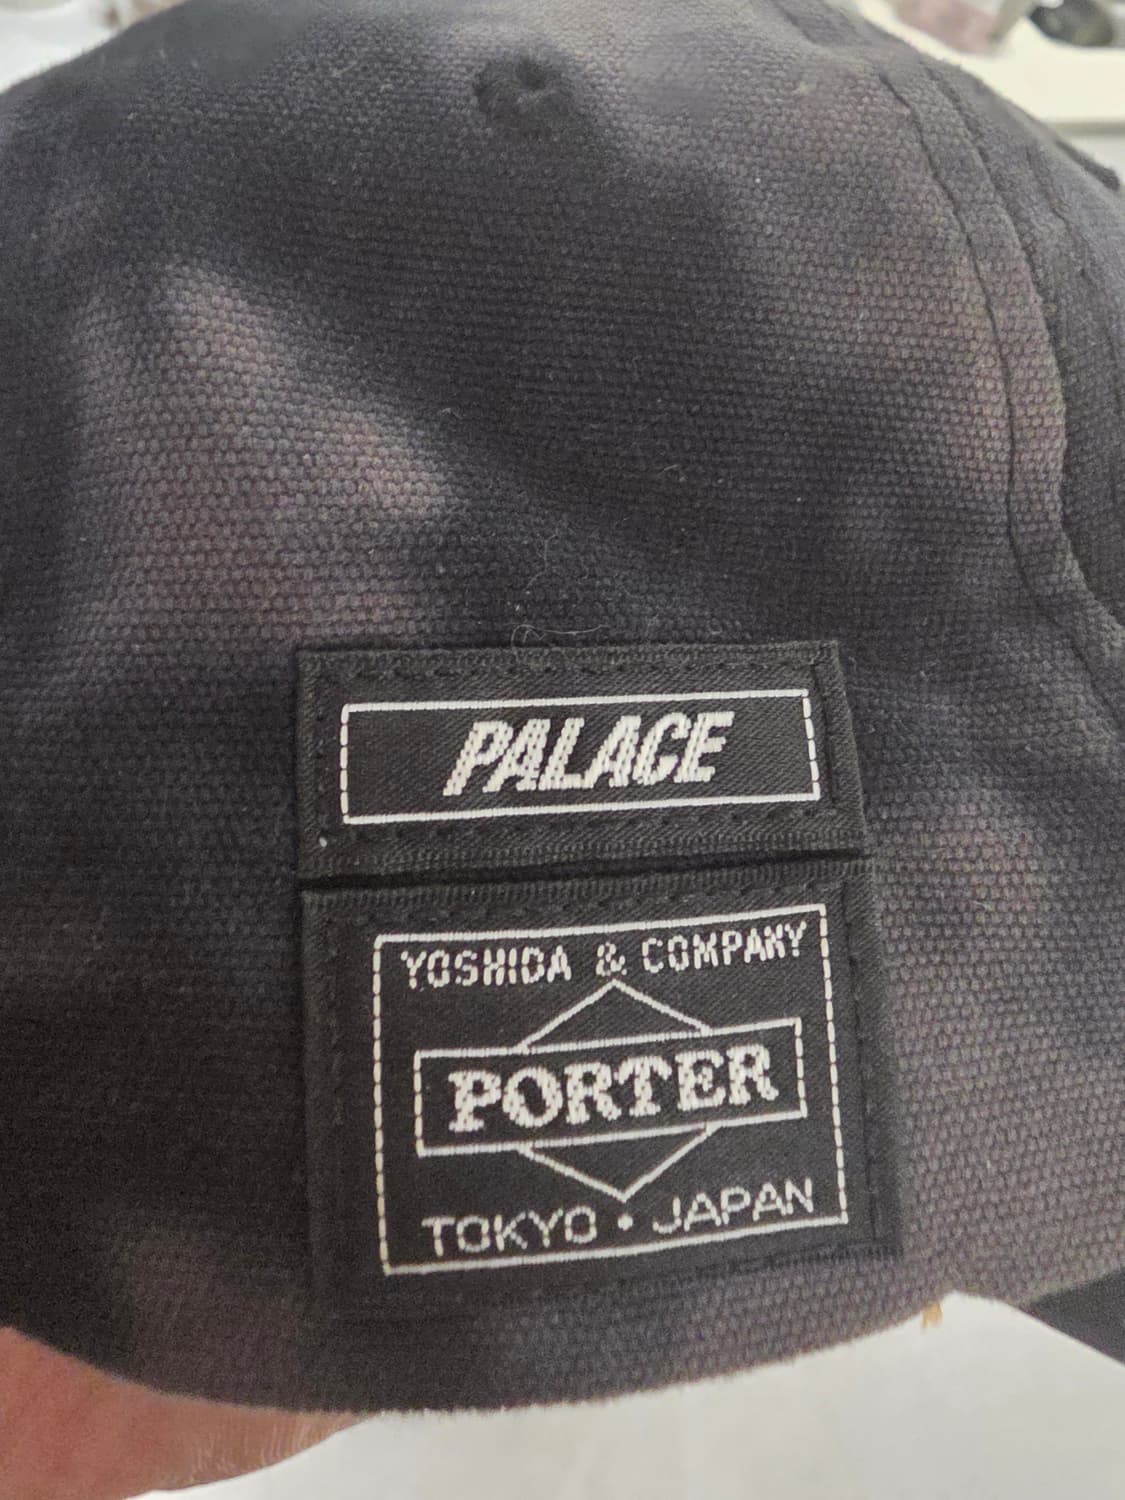 PALACE
YOSHIDA & COMPANY
PORTER
TOKYO • JAPAN